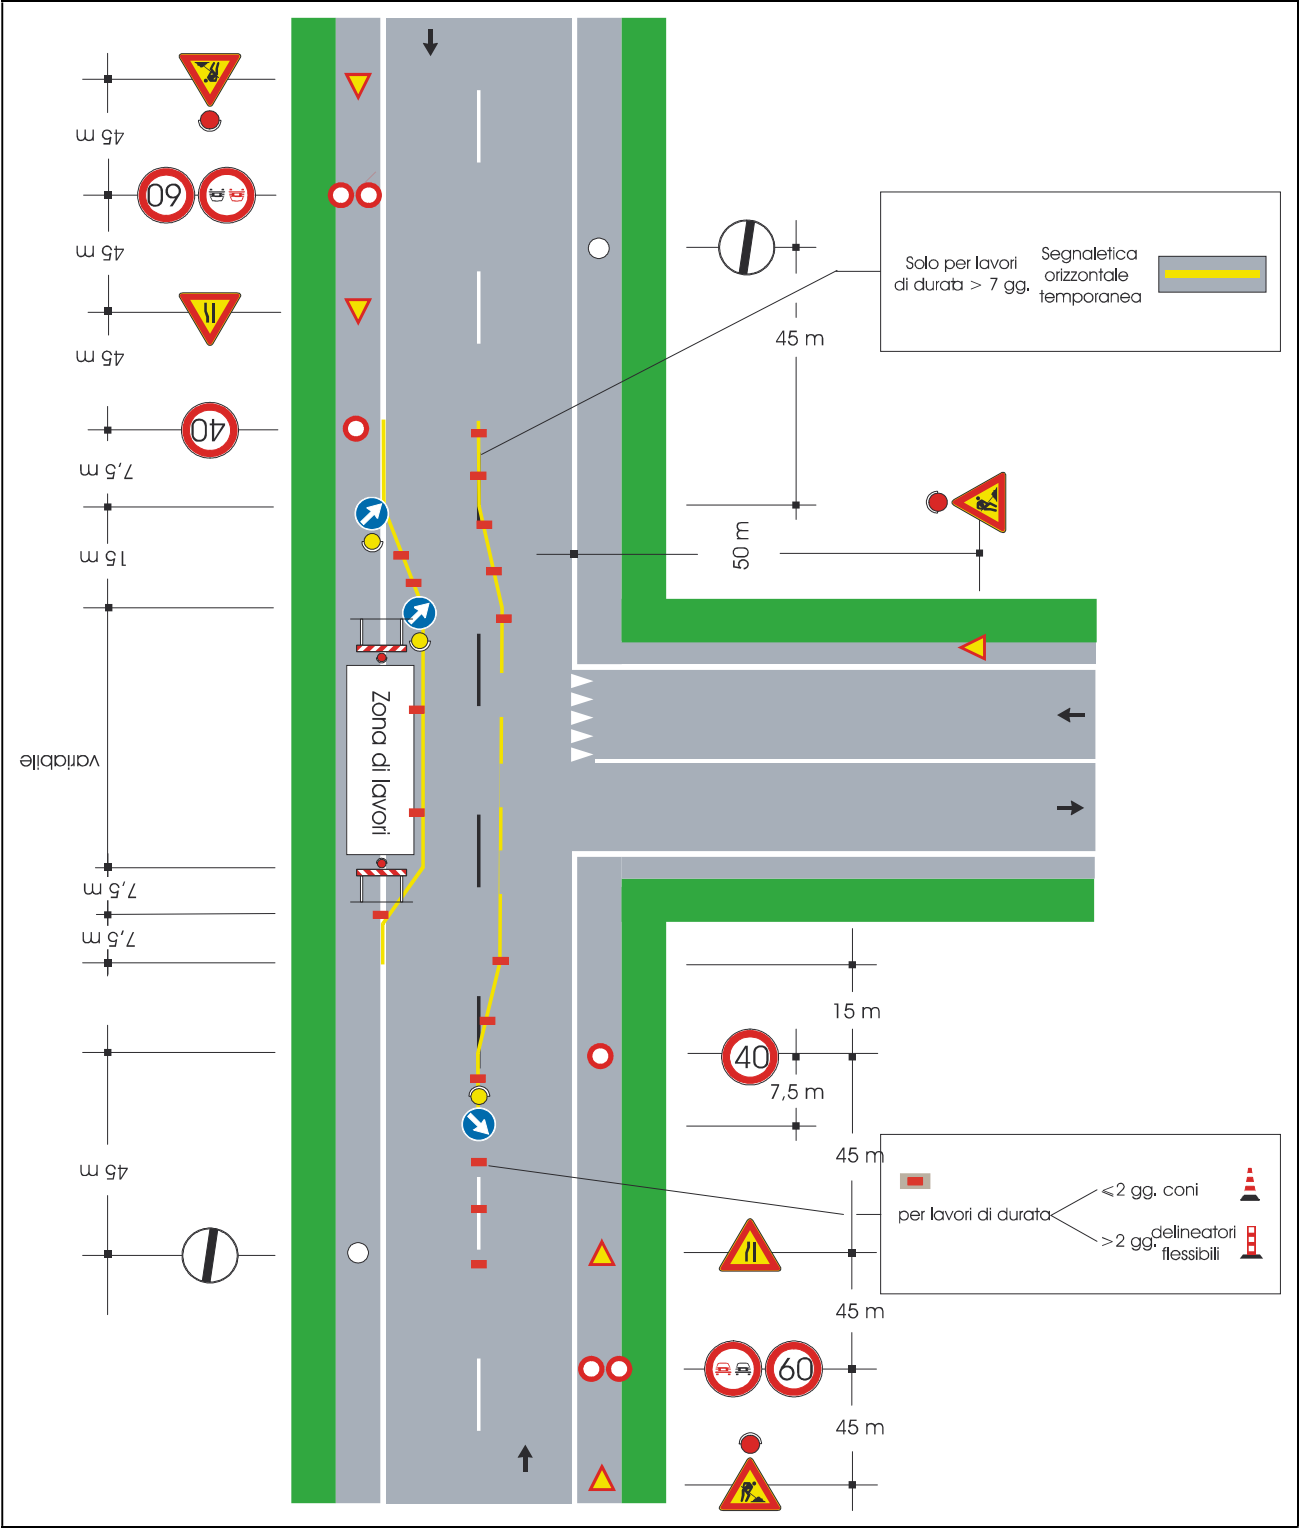 45 m
60
45 m
45 m
40
7,5 m
15 m
variabile
7,5 m
7,5 m
45 m
Zona di lavori
Solo per lavori
di durata > 7 gg.
Segnaletica
orizzontale
temporanea
45 m
50 m
15 m
40
7,5 m
45 m
per lavori di durata
⩽2 gg. coni
>2 gg. delineatori
flessibili
45 m
60
45 m